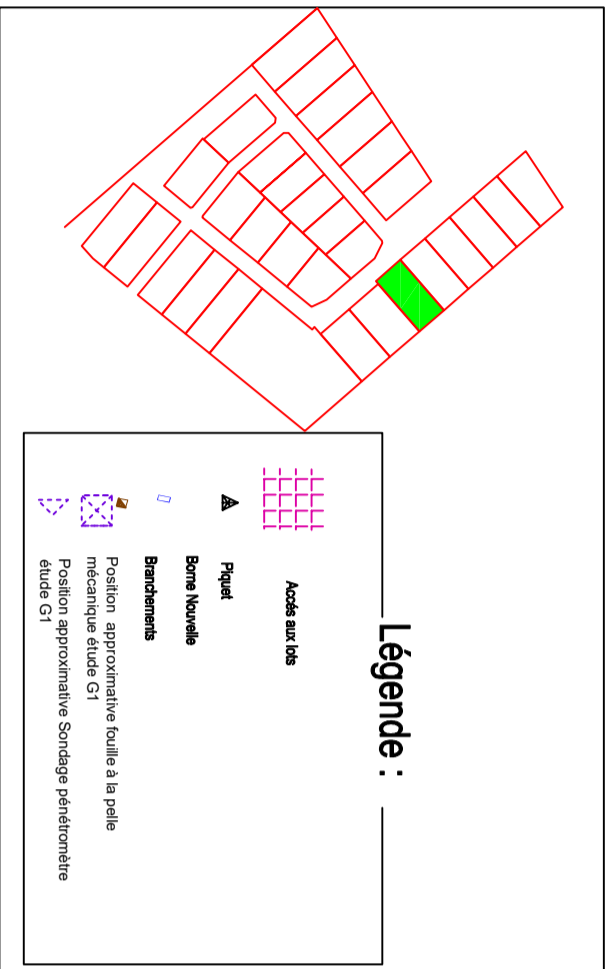 Légende :
Accés aux lots
Piquet
Borne Nouvelle
Branchements
Position approximative fouille à la pelle
mécanique étude G1
Position approximative Sondage pénétromètre
étude G1